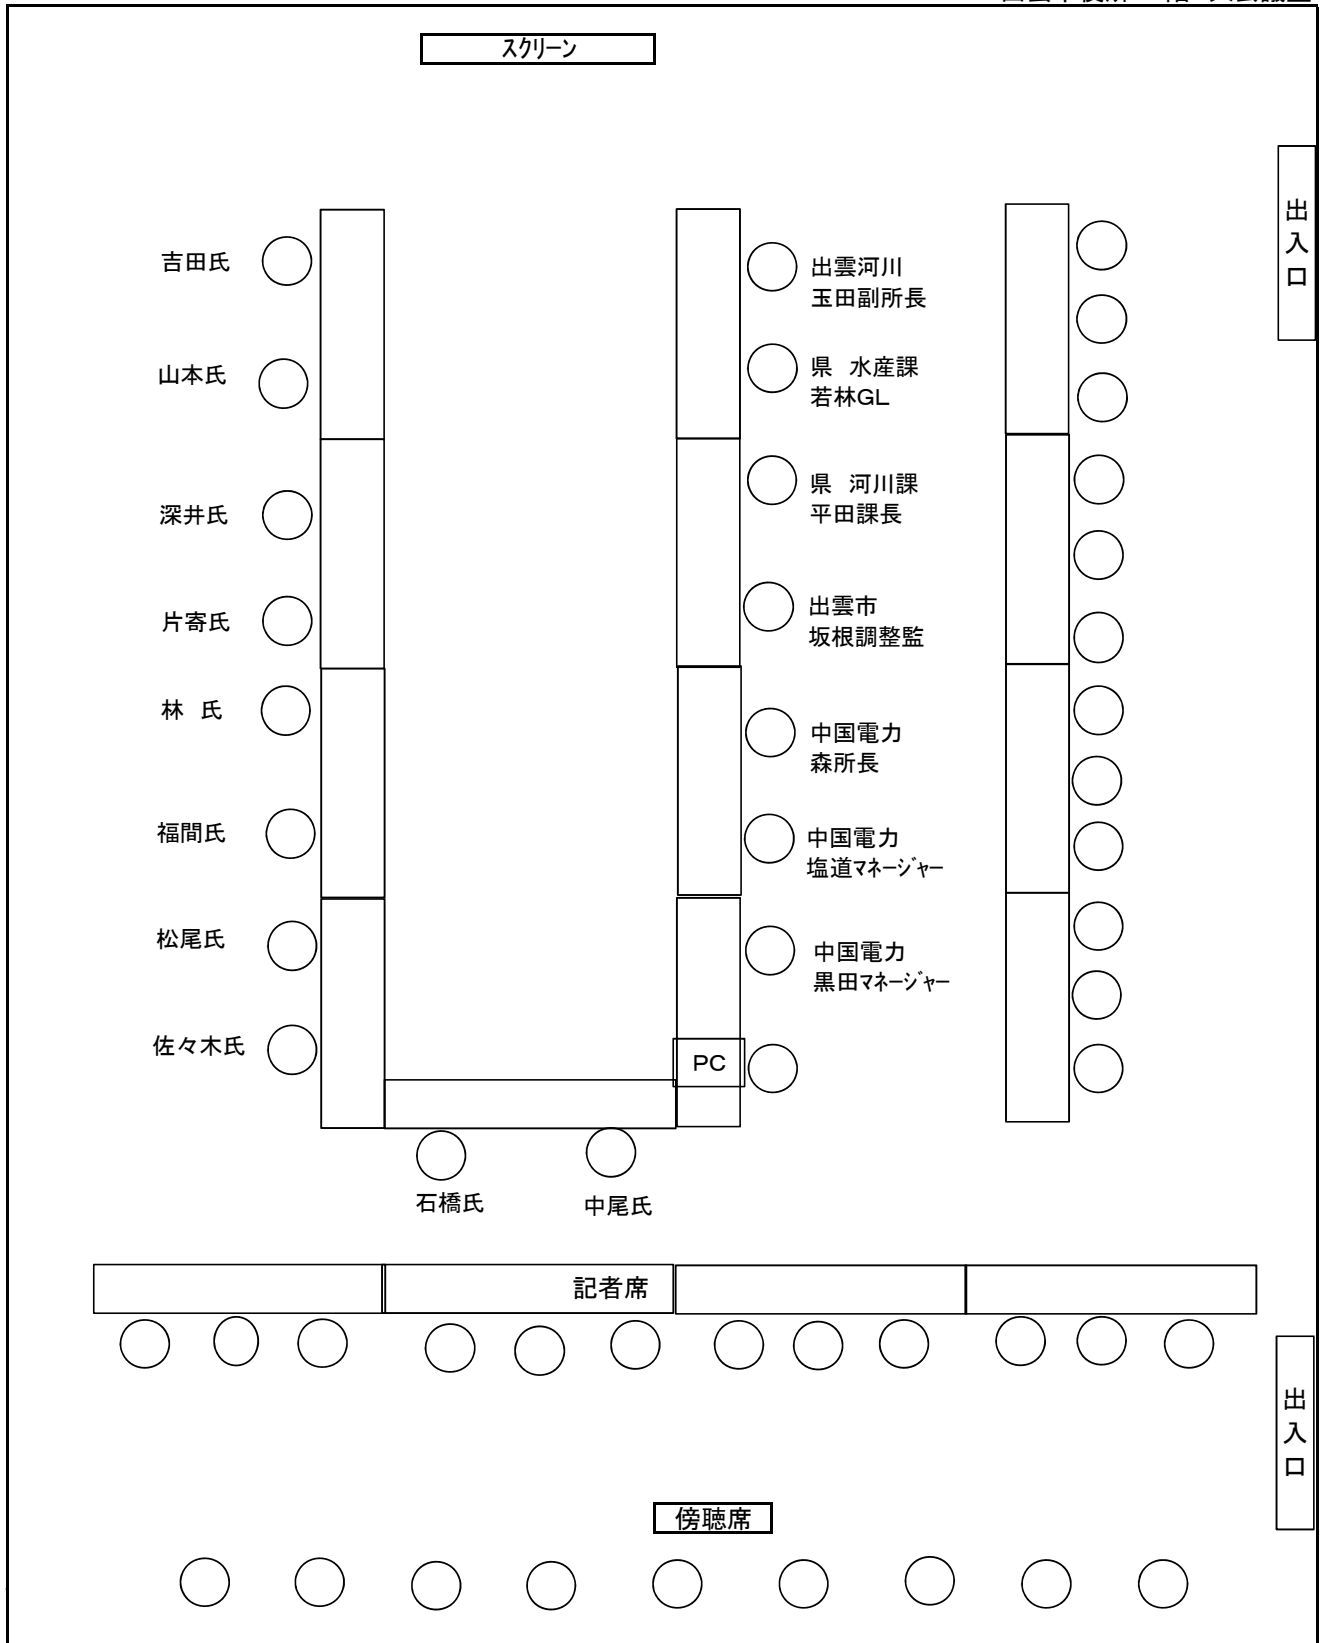 スクリーン
出入口
吉田氏
山本氏
深井氏
片寄氏
林 氏
福間氏
松尾氏
佐々木氏
出雲河川
玉田副所長
県 水産課
若林GL
県 河川課
平田課長
出雲市
坂根調整監
中国電力
森所長
中国電力
塩道マネージャー
中国電力
黒田マネージャー
PC
石橋氏
中尾氏
記者席
出入口
傍聴席